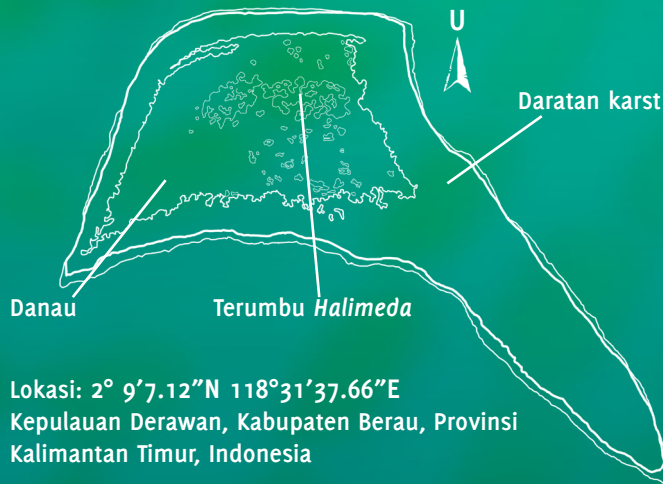 U
Daratan karst
Danau
Terumbu Halimeda
Lokasi: 2° 9’7.12”N 118°31’37.66”E
Kepulauan Derawan, Kabupaten Berau, Provinsi
Kalimantan Timur, Indonesia